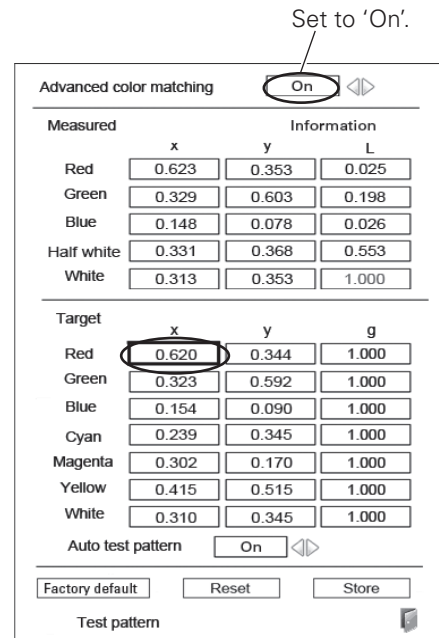 Set to ‘On’.
Advanced color matching On
Measured Information
x y L
Red 0.623 0.353 0.025
Green 0.329 0.603 0.198
Blue 0.148 0.078 0.026
Half white 0.331 0.368 0.553
White 0.313 0.353 1.000
Target
x y g
Red 0.620 0.344 1.000
Green 0.323 0.592 1.000
Blue 0.154 0.090 1.000
Cyan 0.239 0.345 1.000
Magenta 0.302 0.170 1.000
Yellow 0.415 0.515 1.000
White 0.310 0.345 1.000
Auto test pattern On
Factory default Reset Store
Test pattern